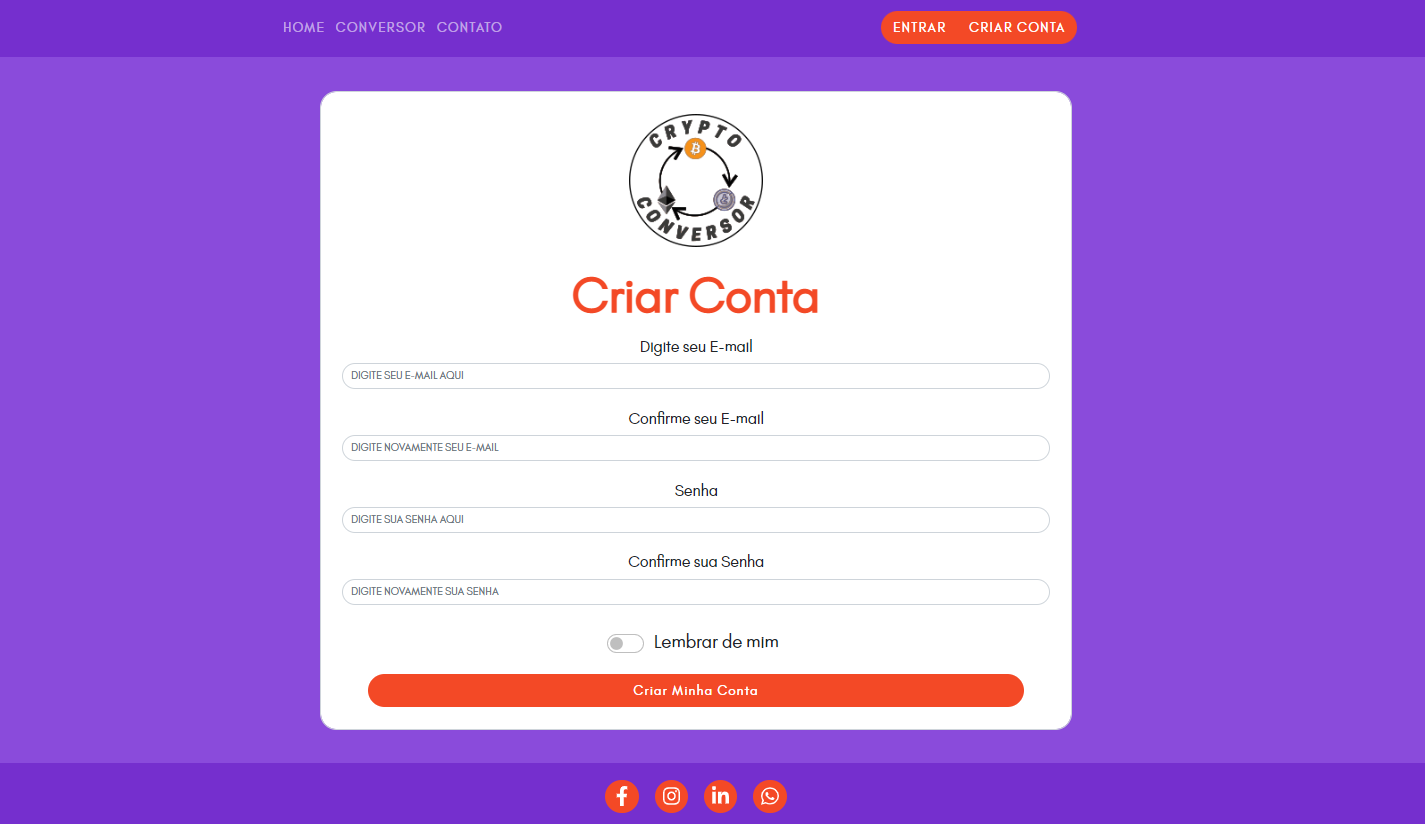 HOME CONVERSOR CONTATO ENTRAR CRIAR CONTA
CRYPTO
CONVERSOR
Criar Conta
Digite seu E-mail
DIGITE SEU E-MAIL AQUI
Confirme seu E-mail
DIGITE NOVAMENTE SEU E-MAIL
Senha
DIGITE SUA SENHA AQUI
Confirme sua Senha
DIGITE NOVAMENTE SUA SENHA
Lembrar de mim
Criar Minha Conta